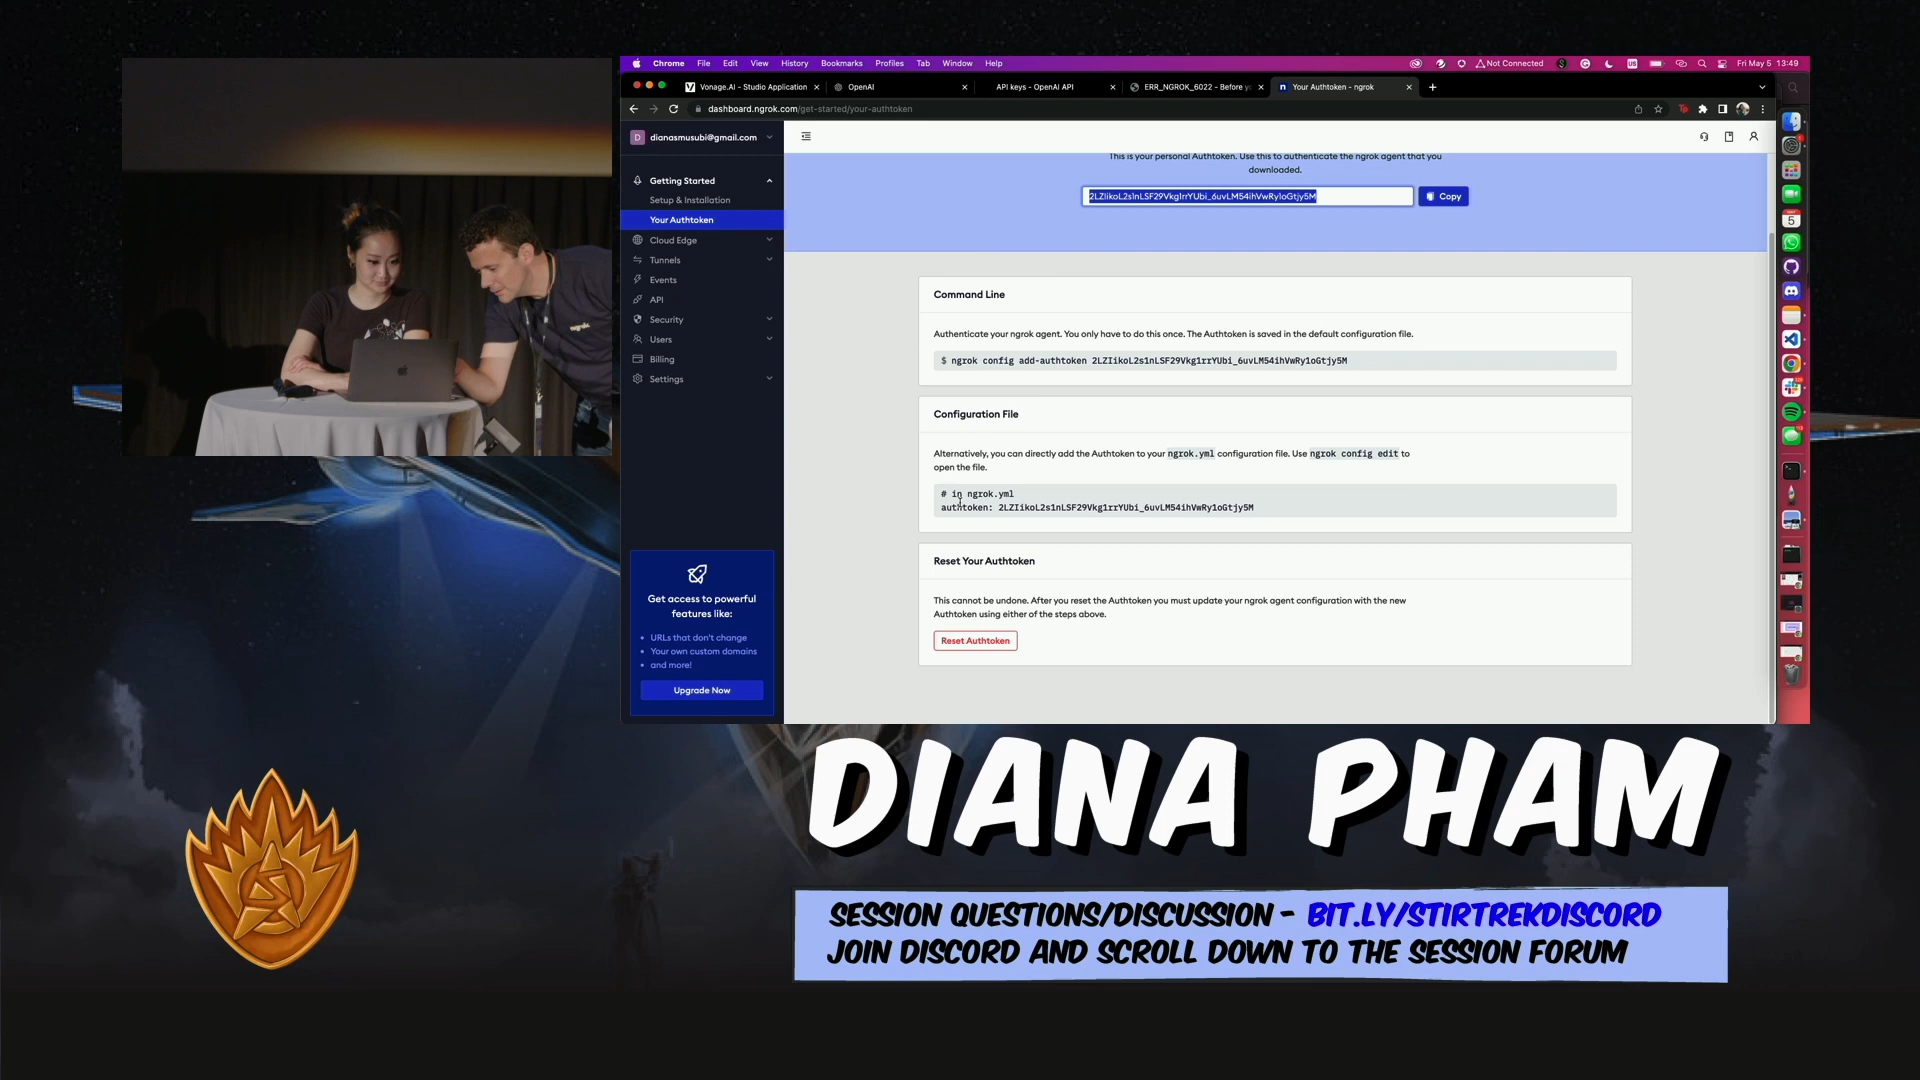 Chrome File Edit View History Bookmarks Profiles Tab Window Help
Not Connected
US
Fri May 5 13:49
Vonage.AI - Studio Application
OpenAI
API keys - OpenAI API
ERR_NGROK_6022 - Before y
Your Authtoken - ngrok
dashboard.ngrok.com/get-started/your-authtoken
D dianasmusubi@gmail.com
Getting Started
Setup & Installation
Your Authtoken
Cloud Edge
Tunnels
Events
API
Security
Users
Billing
Settings
Get access to powerful
features like:
• URLs that don't change
• Your own custom domains
• and more!
Upgrade Now
This is your personal Authtoken. Use this to authenticate the ngrok agent that you
downloaded.
Copy
Command Line
Authenticate your ngrok agent. You only have to do this once. The Authtoken is saved in the default configuration file.
$ ngrok config add-authtoken 2LZIikoL2s1nLSF29Vkg1rrYUbi_6uvLM54ihVwRy1oGtjy5M
Configuration File
Alternatively, you can directly add the Authtoken to your ngrok.yml configuration file. Use ngrok config edit to
open the file.
# in ngrok.yml
authtoken: 2LZIikoL2s1nLSF29Vkg1rrYUbi_6uvLM54ihVwRy1oGtjy5M
Reset Your Authtoken
This cannot be undone. After you reset the Authtoken you must update your ngrok agent configuration with the new
Authtoken using either of the steps above.
Reset Authtoken
DIANA PHAM
SESSION QUESTIONS/DISCUSSION - BIT.LY/STIRTREKDISCORD
JOIN DISCORD AND SCROLL DOWN TO THE SESSION FORUM